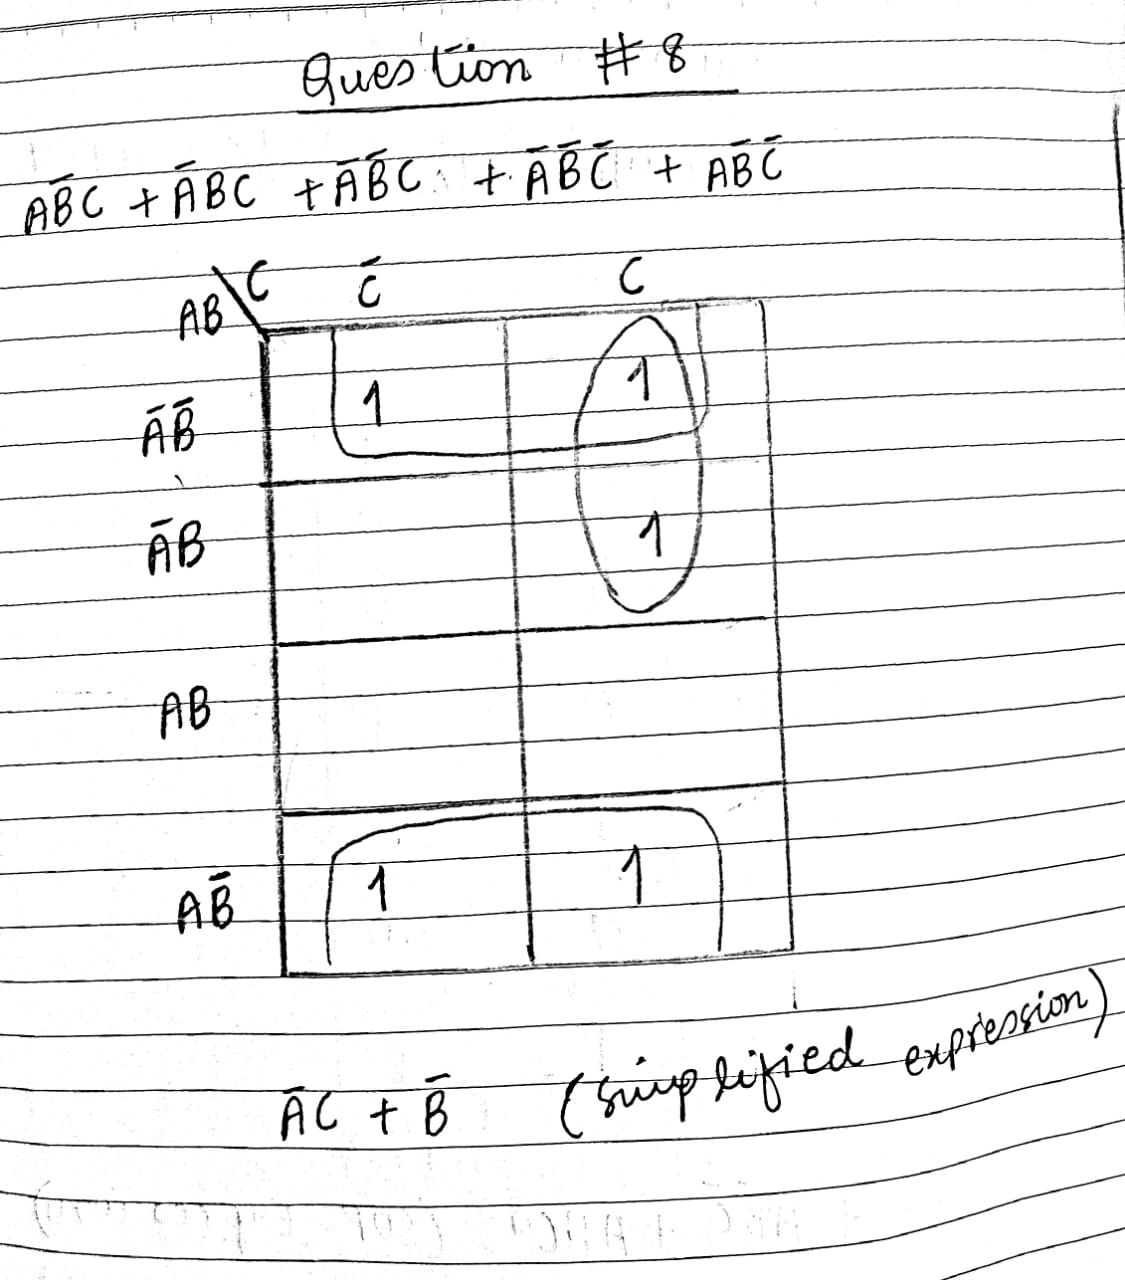 Question # 8
AB̄C + ĀBC + ĀB̄C + ĀB̄C̄ + AB̄C̄
AB \ C C̄ C
ĀB̄ 1 1
ĀB 1
AB
AB̄ 1 1
ĀC + B̄ (simplified expression)